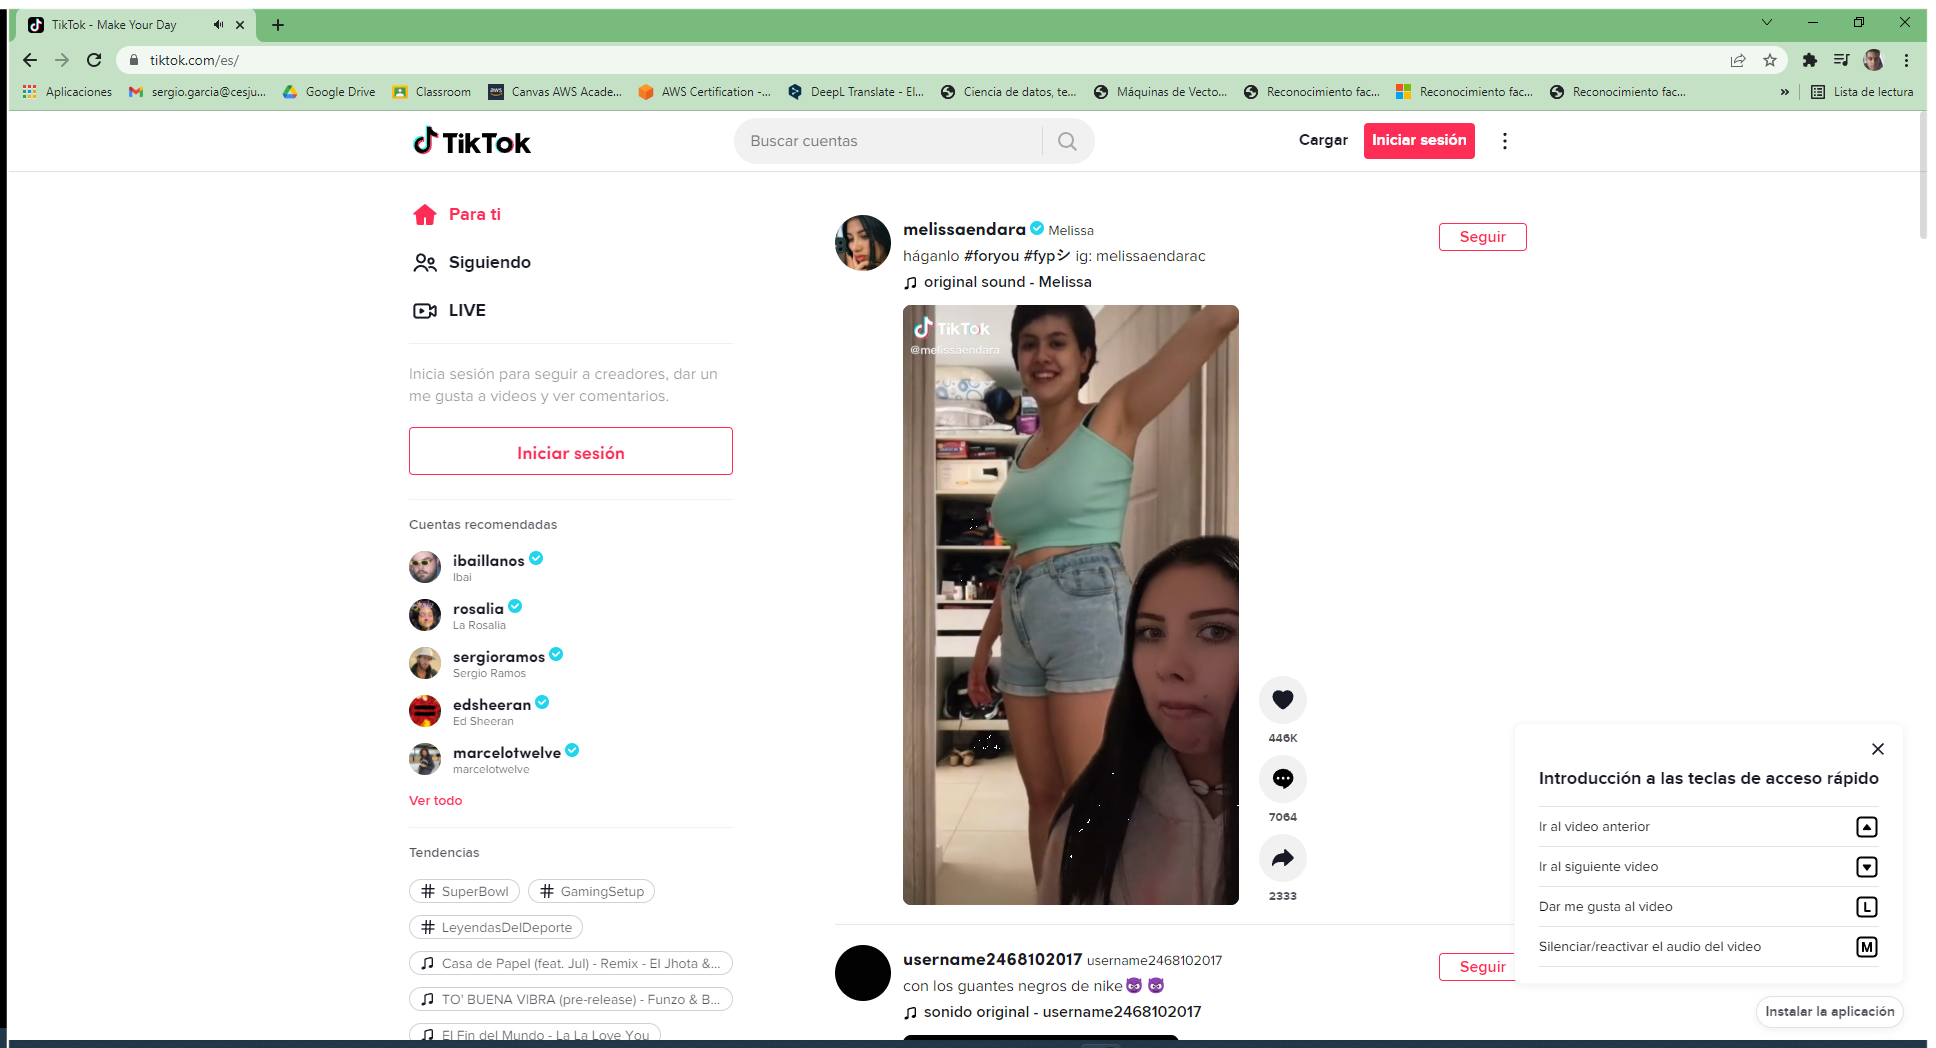 TikTok - Make Your Day
tiktok.com/es/
Aplicaciones
sergio.garcia@cesju...
Google Drive
Classroom
aws
Canvas AWS Acade...
AWS Certification -...
DeepL Translate - El...
Ciencia de datos, te...
Máquinas de Vecto...
Reconocimiento fac...
Reconocimiento fac...
Reconocimiento fac...
»
Lista de lectura
TikTok
Buscar cuentas
Cargar
Iniciar sesión
Para ti
Siguiendo
LIVE
Inicia sesión para seguir a creadores, dar un
me gusta a videos y ver comentarios.
Iniciar sesión
Cuentas recomendadas
ibaillanos
Ibai
rosalia
La Rosalia
sergioramos
Sergio Ramos
edsheeran
Ed Sheeran
marcelotwelve
marcelotwelve
Ver todo
Tendencias
# SuperBowl
# GamingSetup
# LeyendasDelDeporte
Casa de Papel (feat. Jul) - Remix - El Jhota &...
TO' BUENA VIBRA (pre-release) - Funzo & B...
El Fin del Mundo - La La Love You
melissaendara Melissa
háganlo #foryou #fypシ ig: melissaendarac
original sound - Melissa
Seguir
TikTok
@melissaendara
446K
7064
2333
username2468102017 username2468102017
con los guantes negros de nike😈 😈
sonido original - username2468102017
Seguir
Introducción a las teclas de acceso rápido
Ir al video anterior
Ir al siguiente video
Dar me gusta al video L
Silenciar/reactivar el audio del video M
Instalar la aplicación